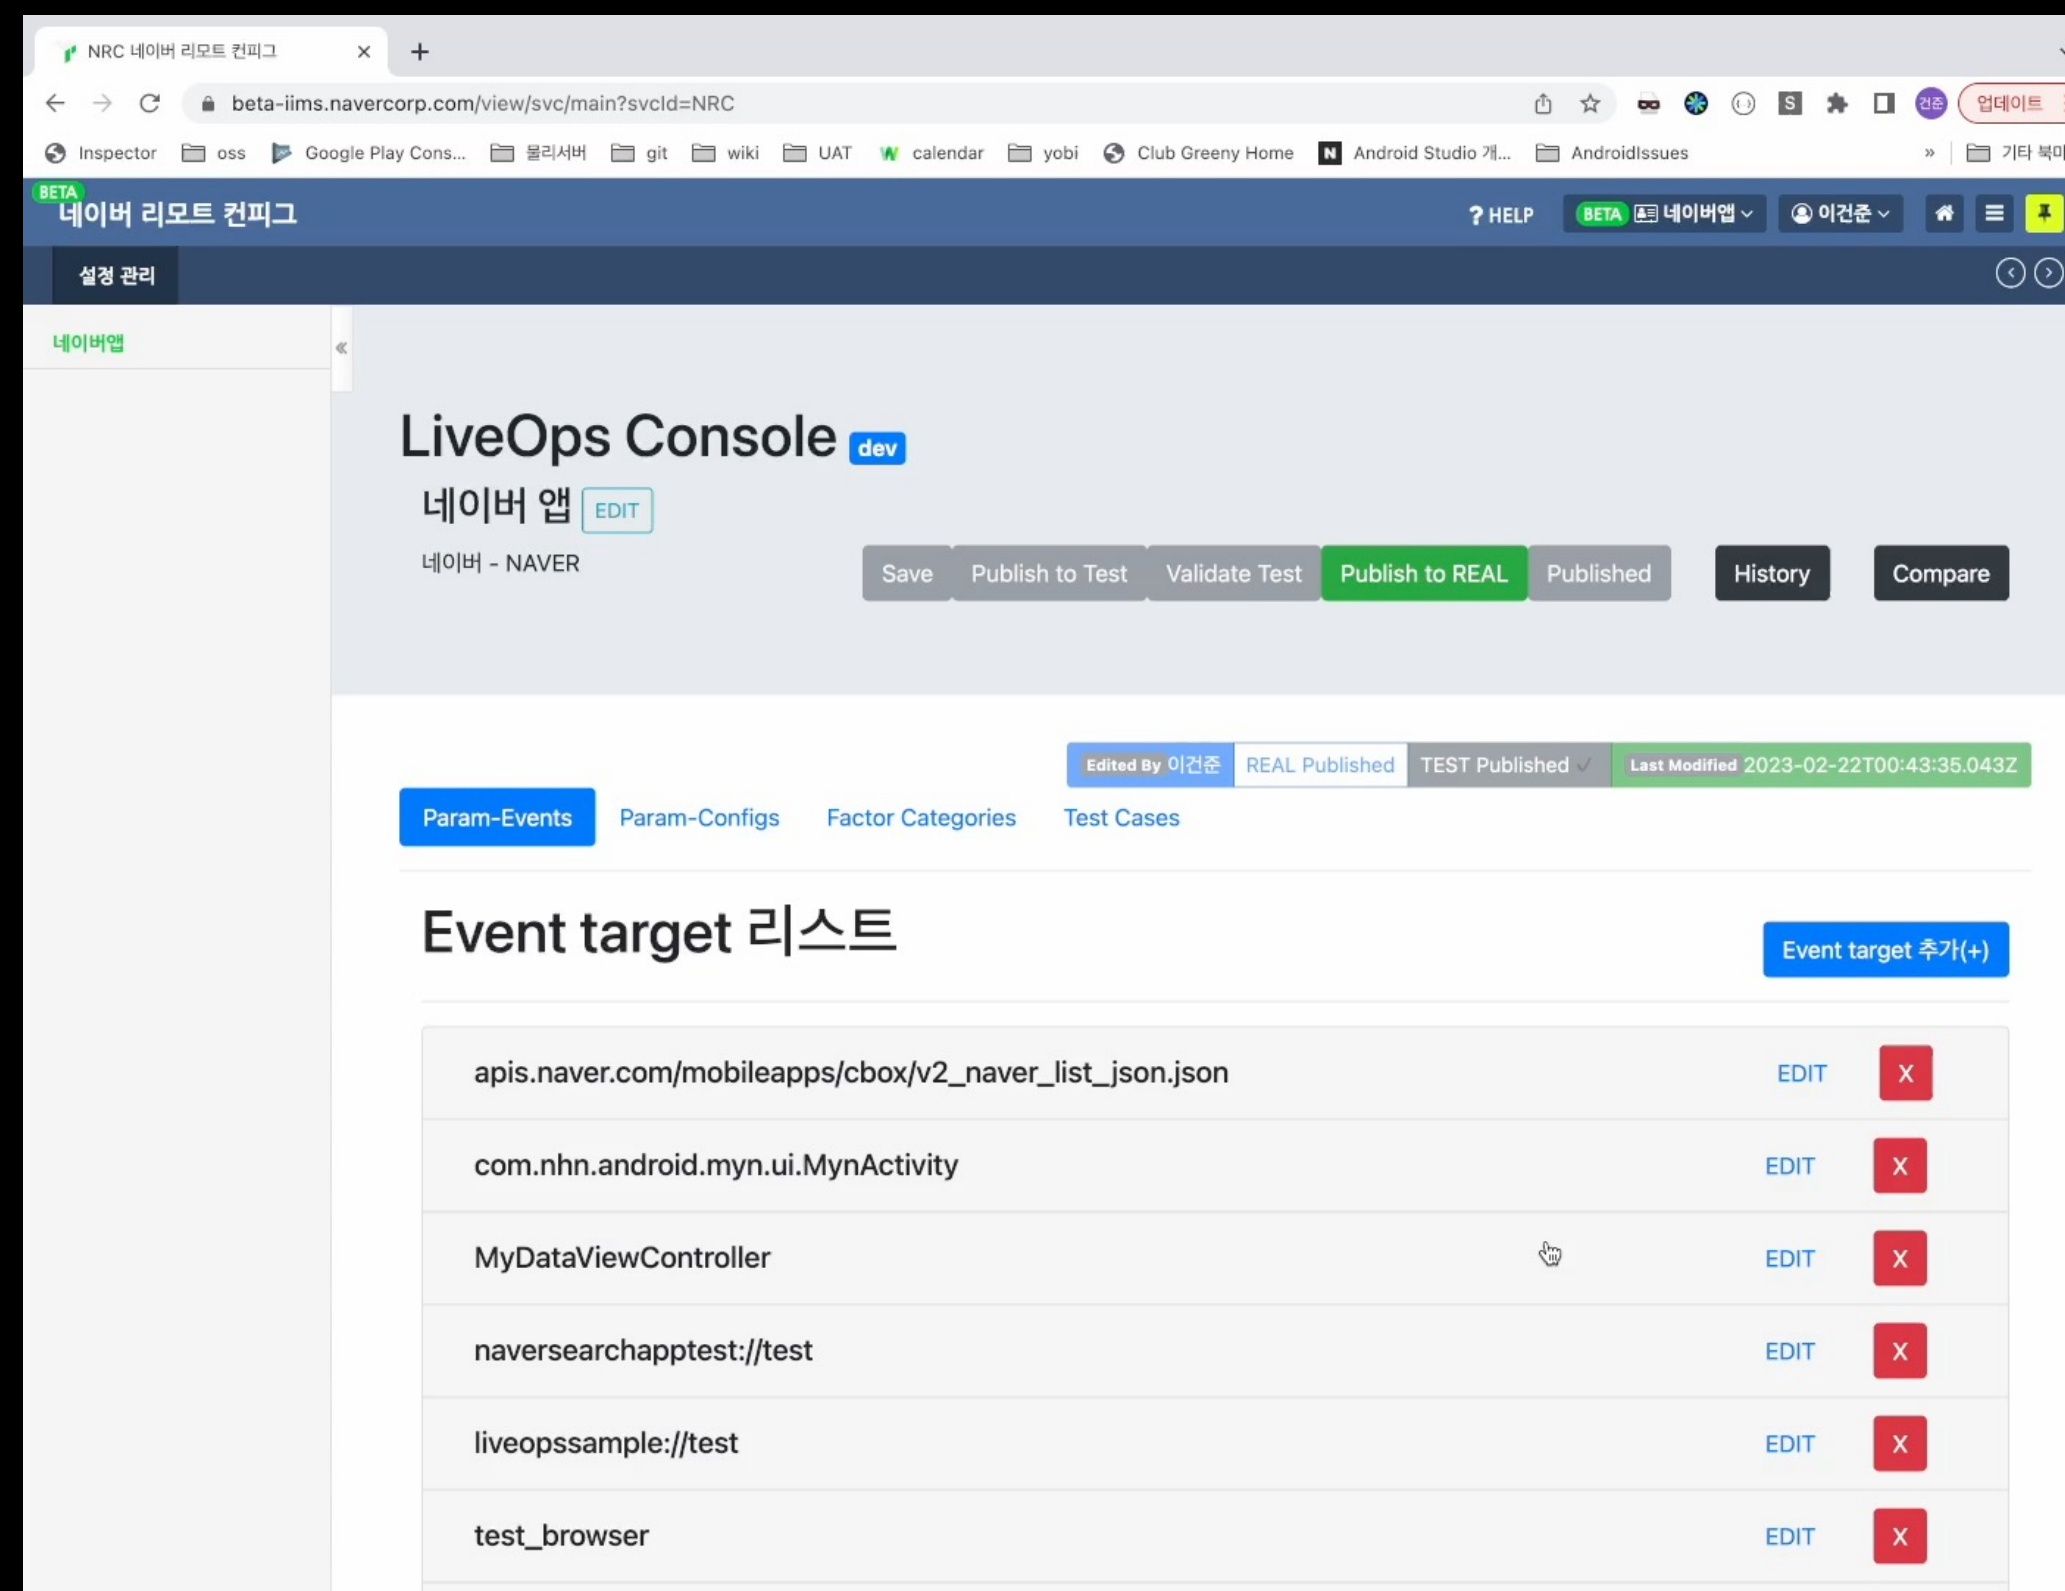 NRC 네이버 리모트 컨피그
beta-iims.navercorp.com/view/svc/main?svcId=NRC
건준
업데이트
Inspector oss Google Play Cons... 물리서버 git wiki UAT calendar yobi Club Greeny Home Android Studio 개... AndroidIssues » 기타 북마
BETA
네이버 리모트 컨피그
? HELP BETA 네이버앱 이건준
설정 관리
네이버앱
«
LiveOps Console dev
네이버 앱 EDIT
네이버 - NAVER
Save Publish to Test Validate Test Publish to REAL Published History Compare
Edited By 이건준 REAL Published TEST Published ✓ Last Modified 2023-02-22T00:43:35.043Z
Param-Events Param-Configs Factor Categories Test Cases
Event target 리스트
Event target 추가(+)
apis.naver.com/mobileapps/cbox/v2_naver_list_json.json EDIT X
com.nhn.android.myn.ui.MynActivity EDIT X
MyDataViewController EDIT X
naversearchapptest://test EDIT X
liveopssample://test EDIT X
test_browser EDIT X